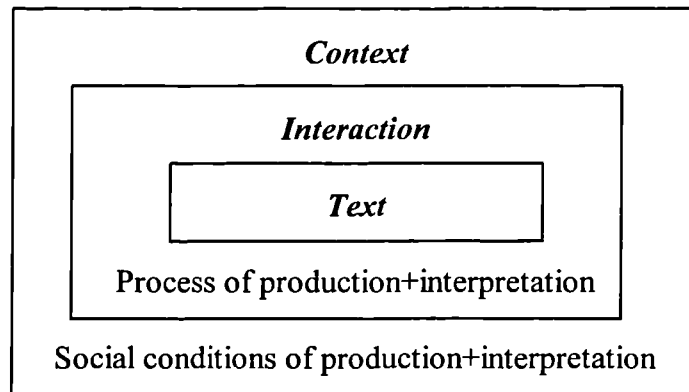 Context
Interaction
Text
Process of production+interpretation
Social conditions of production+interpretation